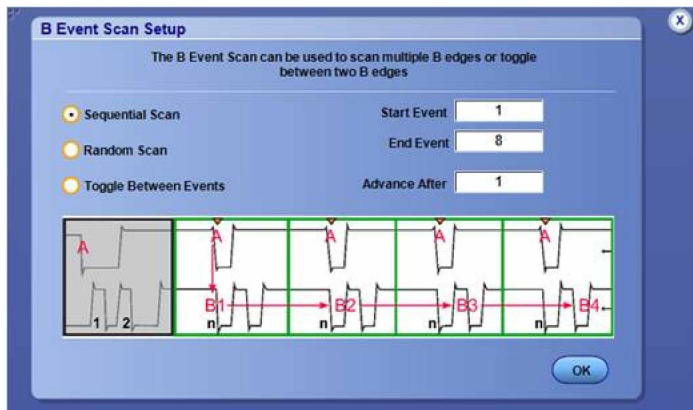 B Event Scan Setup
X
The B Event Scan can be used to scan multiple B edges or toggle
between two B edges
Sequential Scan
Start Event 1
End Event 8
Random Scan
Toggle Between Events
Advance After 1
A A A A A
B1 B2 B3 B4
1 2 n n n n
OK